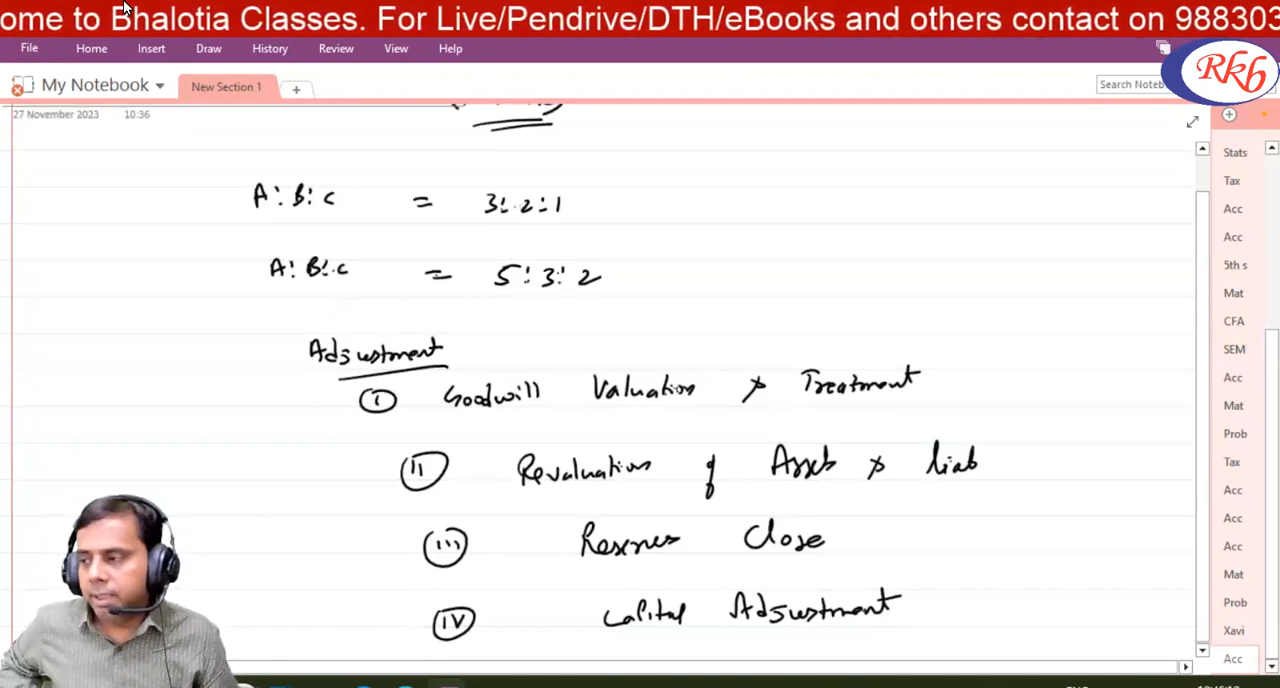 ome to Bhalotia Classes. For Live/Pendrive/DTH/eBooks and others contact on 988303
File Home Insert Draw History Review View Help
Rkb
My Notebook New Section 1 + Search Noteb
27 November 2023 10:36
A : B : C = 3 : 2 : 1
A : B : C = 5 : 3 : 2
Adjustment
(i) Goodwill Valuation & Treatment
(ii) Revaluation of Asset & liab
(iii) Reserves Close
(iv) Capital Adjustment
Stats
Tax
Acc
Acc
5th s
Mat
CFA
SEM
Acc
Mat
Prob
Tax
Acc
Acc
Acc
Mat
Prob
Xavi
Acc